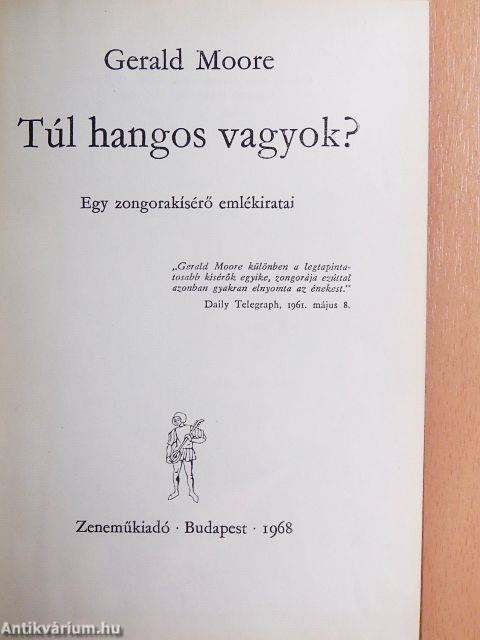 Gerald Moore
Túl hangos vagyok?
Egy zongorakísérő emlékiratai
„Gerald Moore különben a legtapinta-
tosabb kísérők egyike, zongorája ezúttal
azonban gyakran elnyomta az énekest.”
Daily Telegraph, 1961. május 8.
Zeneműkiadó · Budapest · 1968
Antikvárium.hu